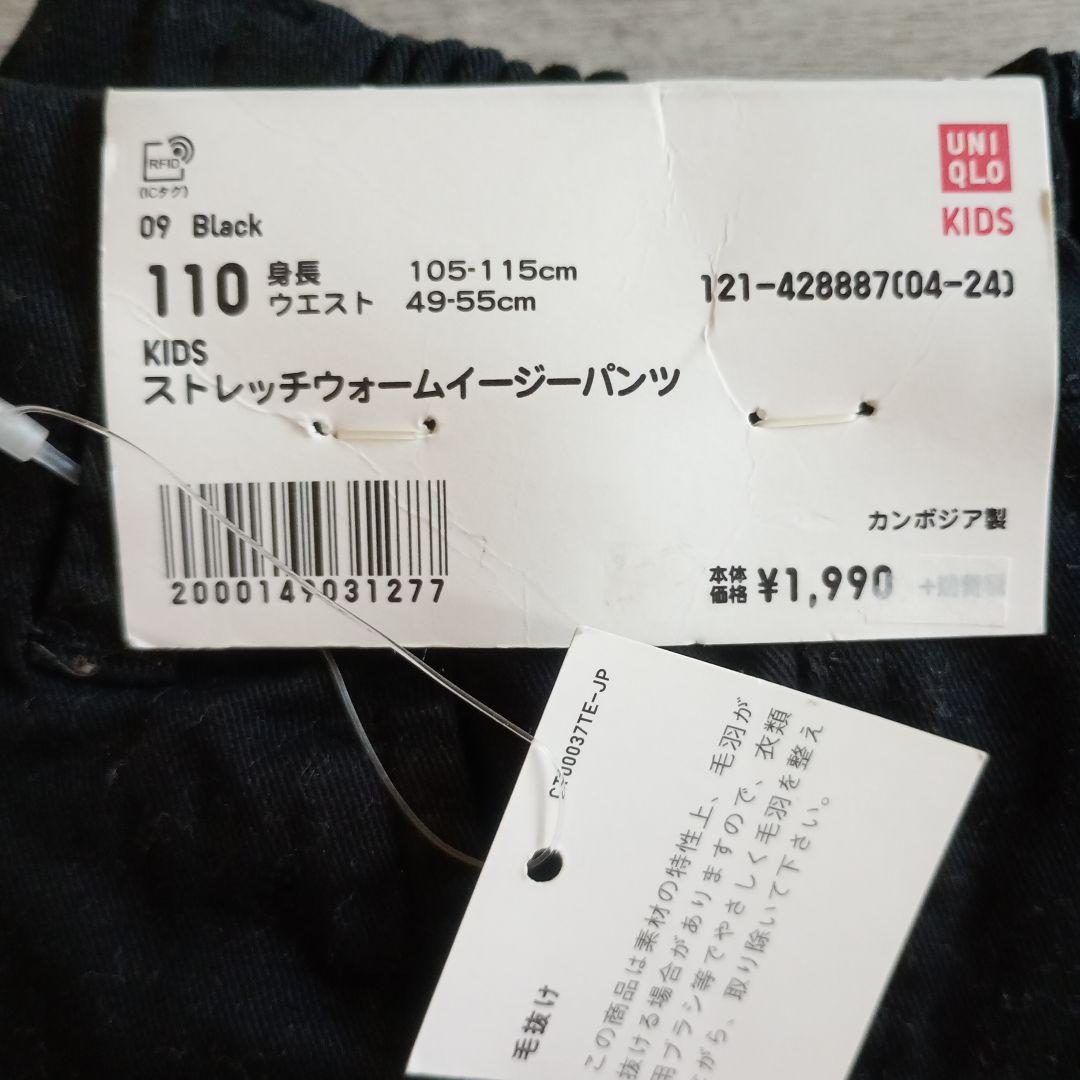 RFID
(ICタグ)
UNI
QLO
KIDS
09 Black
110 身長 105-115cm
ウエスト 49-55cm
121-428887(04-24)
KIDS
ストレッチウォームイージーパンツ
2000149031277
カンボジア製
本体
価格 ¥1,990
CT00037TE-JP
毛抜け
この商品は素材の特性上、毛羽が
抜ける場合がありますので、衣類
用ブラシ等でやさしく毛羽を整え
ながら、取り除いて下さい。